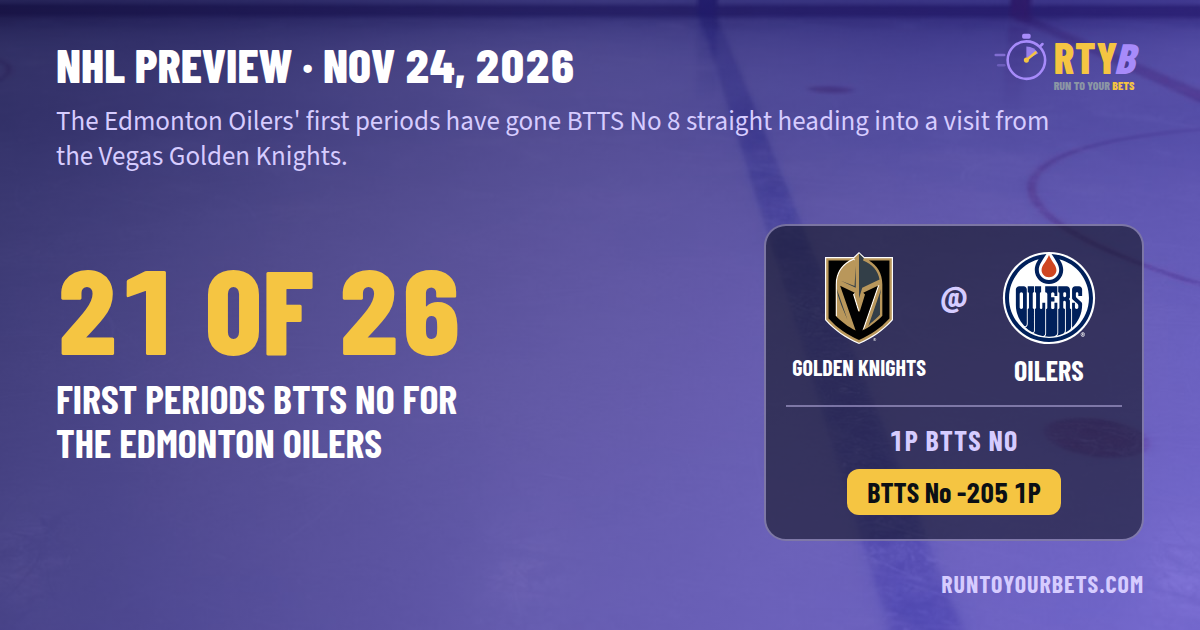 NHL PREVIEW · NOV 24, 2026
RTYB
RUN TO YOUR BETS
The Edmonton Oilers' first periods have gone BTTS No 8 straight heading into a visit from
the Vegas Golden Knights.
21 OF 26
FIRST PERIODS BTTS NO FOR
THE EDMONTON OILERS
@
OILERS
GOLDEN KNIGHTS
OILERS
1P BTTS NO
BTTS No -205 1P
RUNTOYOURBETS.COM